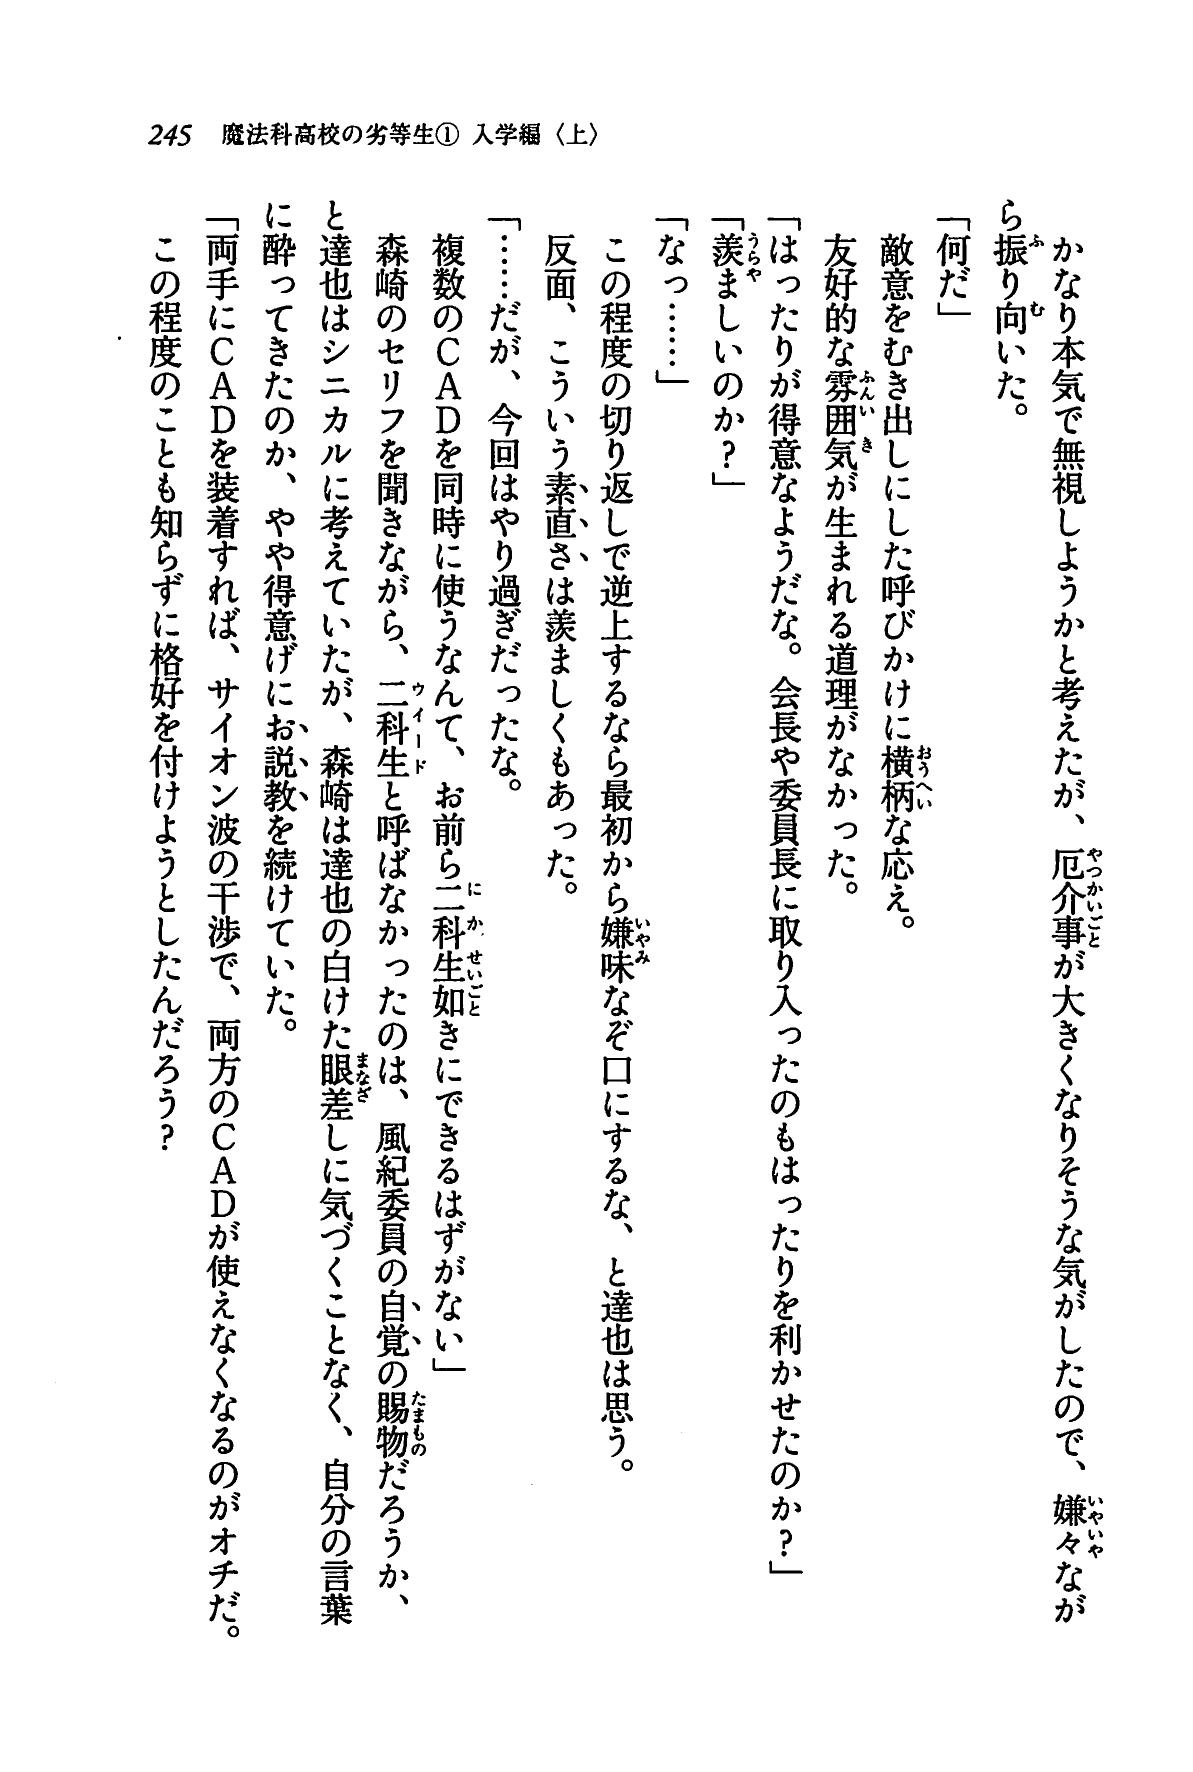 245 魔法科高校の劣等生① 入学編〈上〉
かなり本気で無視しようかと考えたが、厄介事が大きくなりそうな気がしたので、嫌々なが
ら振り向いた。
「何だ」
敵意をむき出しにした呼びかけに横柄な応え。
友好的な雰囲気が生まれる道理がなかった。
「はったりが得意なようだな。会長や委員長に取り入ったのもはったりを利かせたのか?」
「羨ましいのか?」
「なっ……」
この程度の切り返しで逆上するなら最初から嫌味なぞ口にするな、と達也は思う。
反面、こういう素直さは羨ましくもあった。
「……だが、今回はやり過ぎだったな。
複数のCADを同時に使うなんて、お前ら二科生如きにできるはずがない」
森崎のセリフを聞きながら、二科生と呼ばなかったのは、風紀委員の自覚の賜物だろうか、
と達也はシニカルに考えていたが、森崎は達也の白けた眼差しに気づくことなく、自分の言葉
に酔ってきたのか、やや得意げにお説教を続けていた。
「両手にCADを装着すれば、サイオン波の干渉で、両方のCADが使えなくなるのがオチだ。
この程度のことも知らずに格好を付けようとしたんだろう?